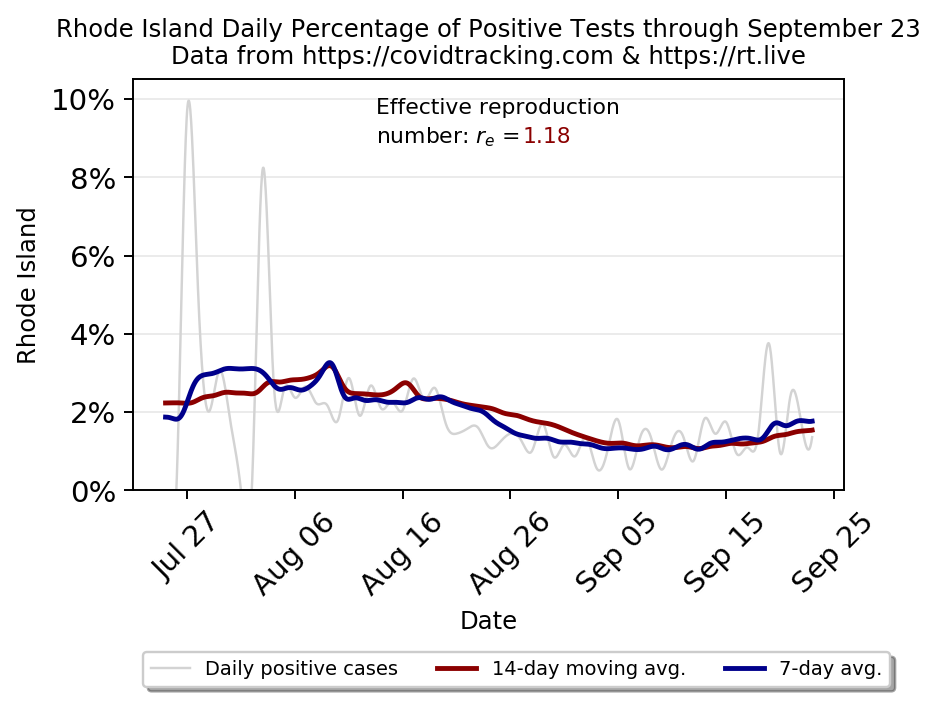 Rhode Island Daily Percentage of Positive Tests through September 23
Data from https://covidtracking.com & https://rt.live
Effective reproduction
number: rₑ = 1.18
10%
8%
6%
4%
2%
0%
Rhode Island
Jul 27
Aug 06
Aug 16
Aug 26
Sep 05
Sep 15
Sep 25
Date
Daily positive cases
14-day moving avg.
7-day avg.